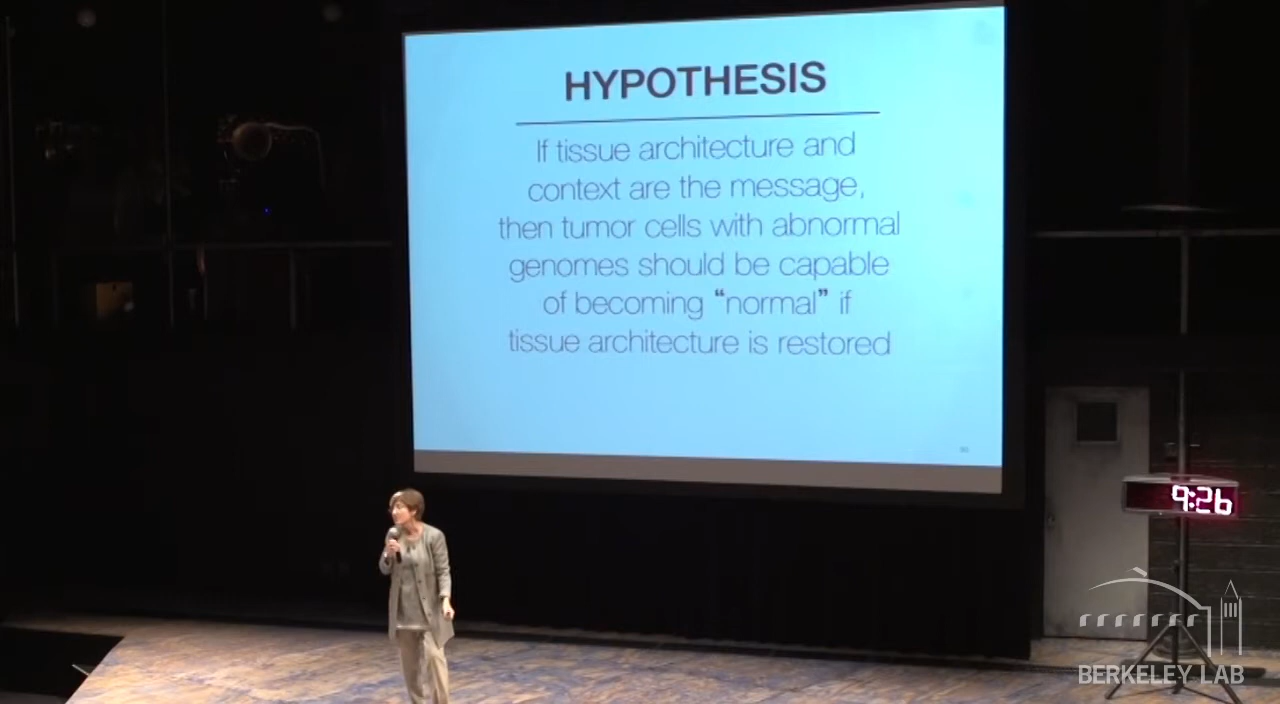 HYPOTHESIS
If tissue architecture and
context are the message,
then tumor cells with abnormal
genomes should be capable
of becoming “normal” if
tissue architecture is restored
9:26
BERKELEY LAB